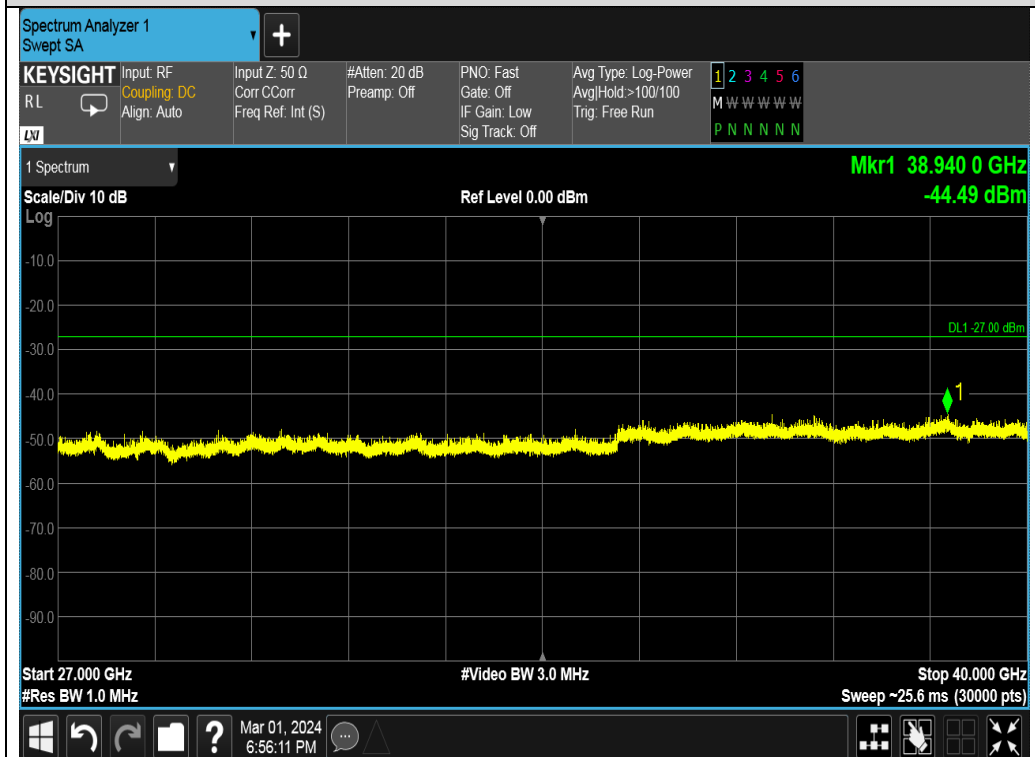 Spectrum Analyzer 1
Swept SA
KEYSIGHT
R L
LXI
Input: RF
Coupling: DC
Align: Auto
Input Z: 50 Ω
Corr CCorr
Freq Ref: Int (S)
#Atten: 20 dB
Preamp: Off
PNO: Fast
Gate: Off
IF Gain: Low
Sig Track: Off
Avg Type: Log-Power
Avg|Hold:>100/100
Trig: Free Run
1 2 3 4 5 6
M W W W W W
P N N N N N
1 Spectrum
Mkr1 38.940 0 GHz
-44.49 dBm
Scale/Div 10 dB
Ref Level 0.00 dBm
Log
-10.0
-20.0
DL1 -27.00 dBm
-30.0
-40.0
1
-50.0
-60.0
-70.0
-80.0
-90.0
Start 27.000 GHz
#Video BW 3.0 MHz
Stop 40.000 GHz
#Res BW 1.0 MHz
Sweep ~25.6 ms (30000 pts)
?
Mar 01, 2024
6:56:11 PM